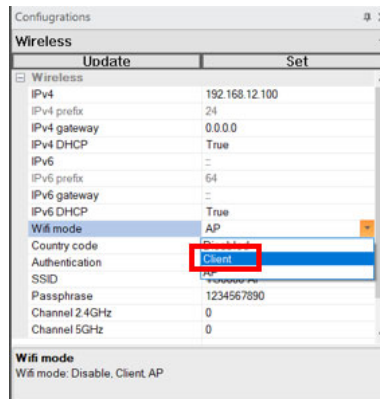 Confiugrations
Wireless
Update Set
Wireless
IPv4 192.168.12.100
IPv4 prefix 24
IPv4 gateway 0.0.0.0
IPv4 DHCP True
IPv6 ::
IPv6 prefix 64
IPv6 gateway ::
IPv6 DHCP True
Wifi mode AP
Country code
Client
Authentication AP
SSID
Passphrase 1234567890
Channel 2.4GHz 0
Channel 5GHz 0
Wifi mode
Wifi mode: Disable, Client, AP